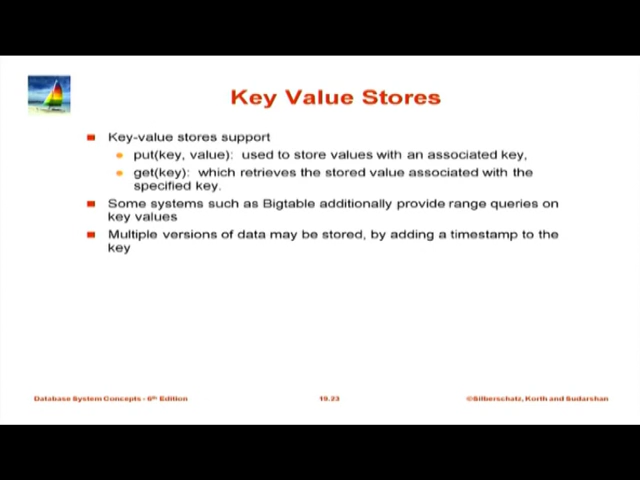 Key Value Stores
Key-value stores support
put(key, value): used to store values with an associated key,
get(key): which retrieves the stored value associated with the
specified key.
Some systems such as Bigtable additionally provide range queries on
key values
Multiple versions of data may be stored, by adding a timestamp to the
key
Database System Concepts - 6th Edition
19.23
©Silberschatz, Korth and Sudarshan